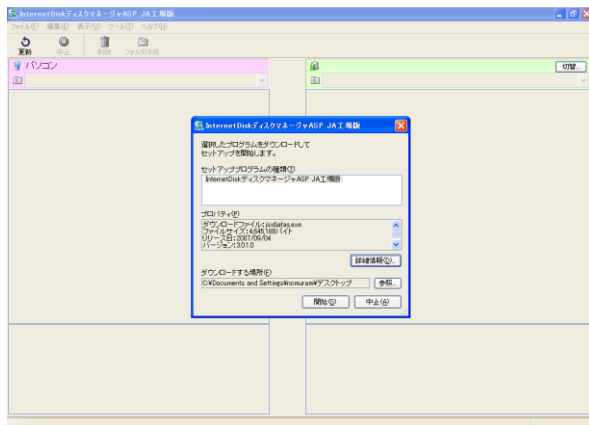 InternetDiskディスクマネージャASP JA工場版
ファイル(F) 編集(E) 表示(V) ツール(T) ヘルプ(H)
更新 中止 削除 フォルダ作成
パソコン
切替...
InternetDiskディスクマネージャASP JA工場版
選択したプログラムをダウンロードして
セットアップを開始します。
セットアッププログラムの種類(T)
InternetDiskディスクマネージャASP JA工場版
プロパティ(P)
ファイルサイズ:4,646,168バイト
リリース日:2007/09/04
バージョン:3.0.1.0
詳細情報(D)...
ダウンロードする場所(F)
C:¥Documents and Settings¥nomuram¥デスクトップ
参照...
開始(S) 中止(A)